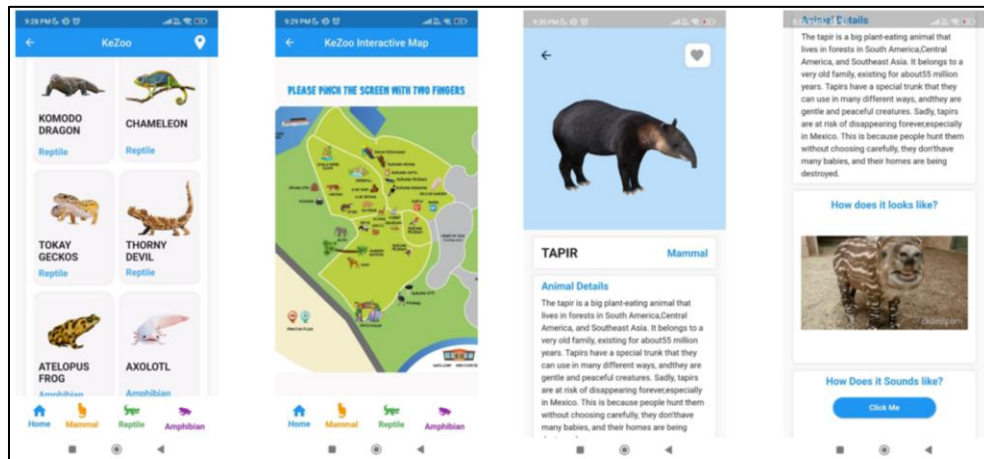 9:28 PM
KeZoo
KOMODO
DRAGON
Reptile
CHAMELEON
Reptile
TOKAY
GECKOS
Reptile
THORNY
DEVIL
Reptile
ATELOPUS
FROG
Amphibian
AXOLOTL
Amphibian
Home
Mammal
Reptile
Amphibian
9:29 PM
KeZoo Interactive Map
PLEASE PINCH THE SCREEN WITH TWO FINGERS
Home
Mammal
Reptile
Amphibian
TAPIR
Mammal
Animal Details
The tapir is a big plant-eating animal that
lives in forests in South America,Central
America, and Southeast Asia. It belongs to a
very old family, existing for about55 million
years. Tapirs have a special trunk that they
can use in many different ways, andthey are
gentle and peaceful creatures. Sadly, tapirs
are at risk of disappearing forever,especially
in Mexico. This is because people hunt them
without choosing carefully, they don'thave
many babies, and their homes are being
Animal Details
The tapir is a big plant-eating animal that
lives in forests in South America,Central
America, and Southeast Asia. It belongs to a
very old family, existing for about55 million
years. Tapirs have a special trunk that they
can use in many different ways, andthey are
gentle and peaceful creatures. Sadly, tapirs
are at risk of disappearing forever,especially
in Mexico. This is because people hunt them
without choosing carefully, they don'thave
many babies, and their homes are being
destroyed.
How does it looks like?
How Does it Sounds like?
Click Me